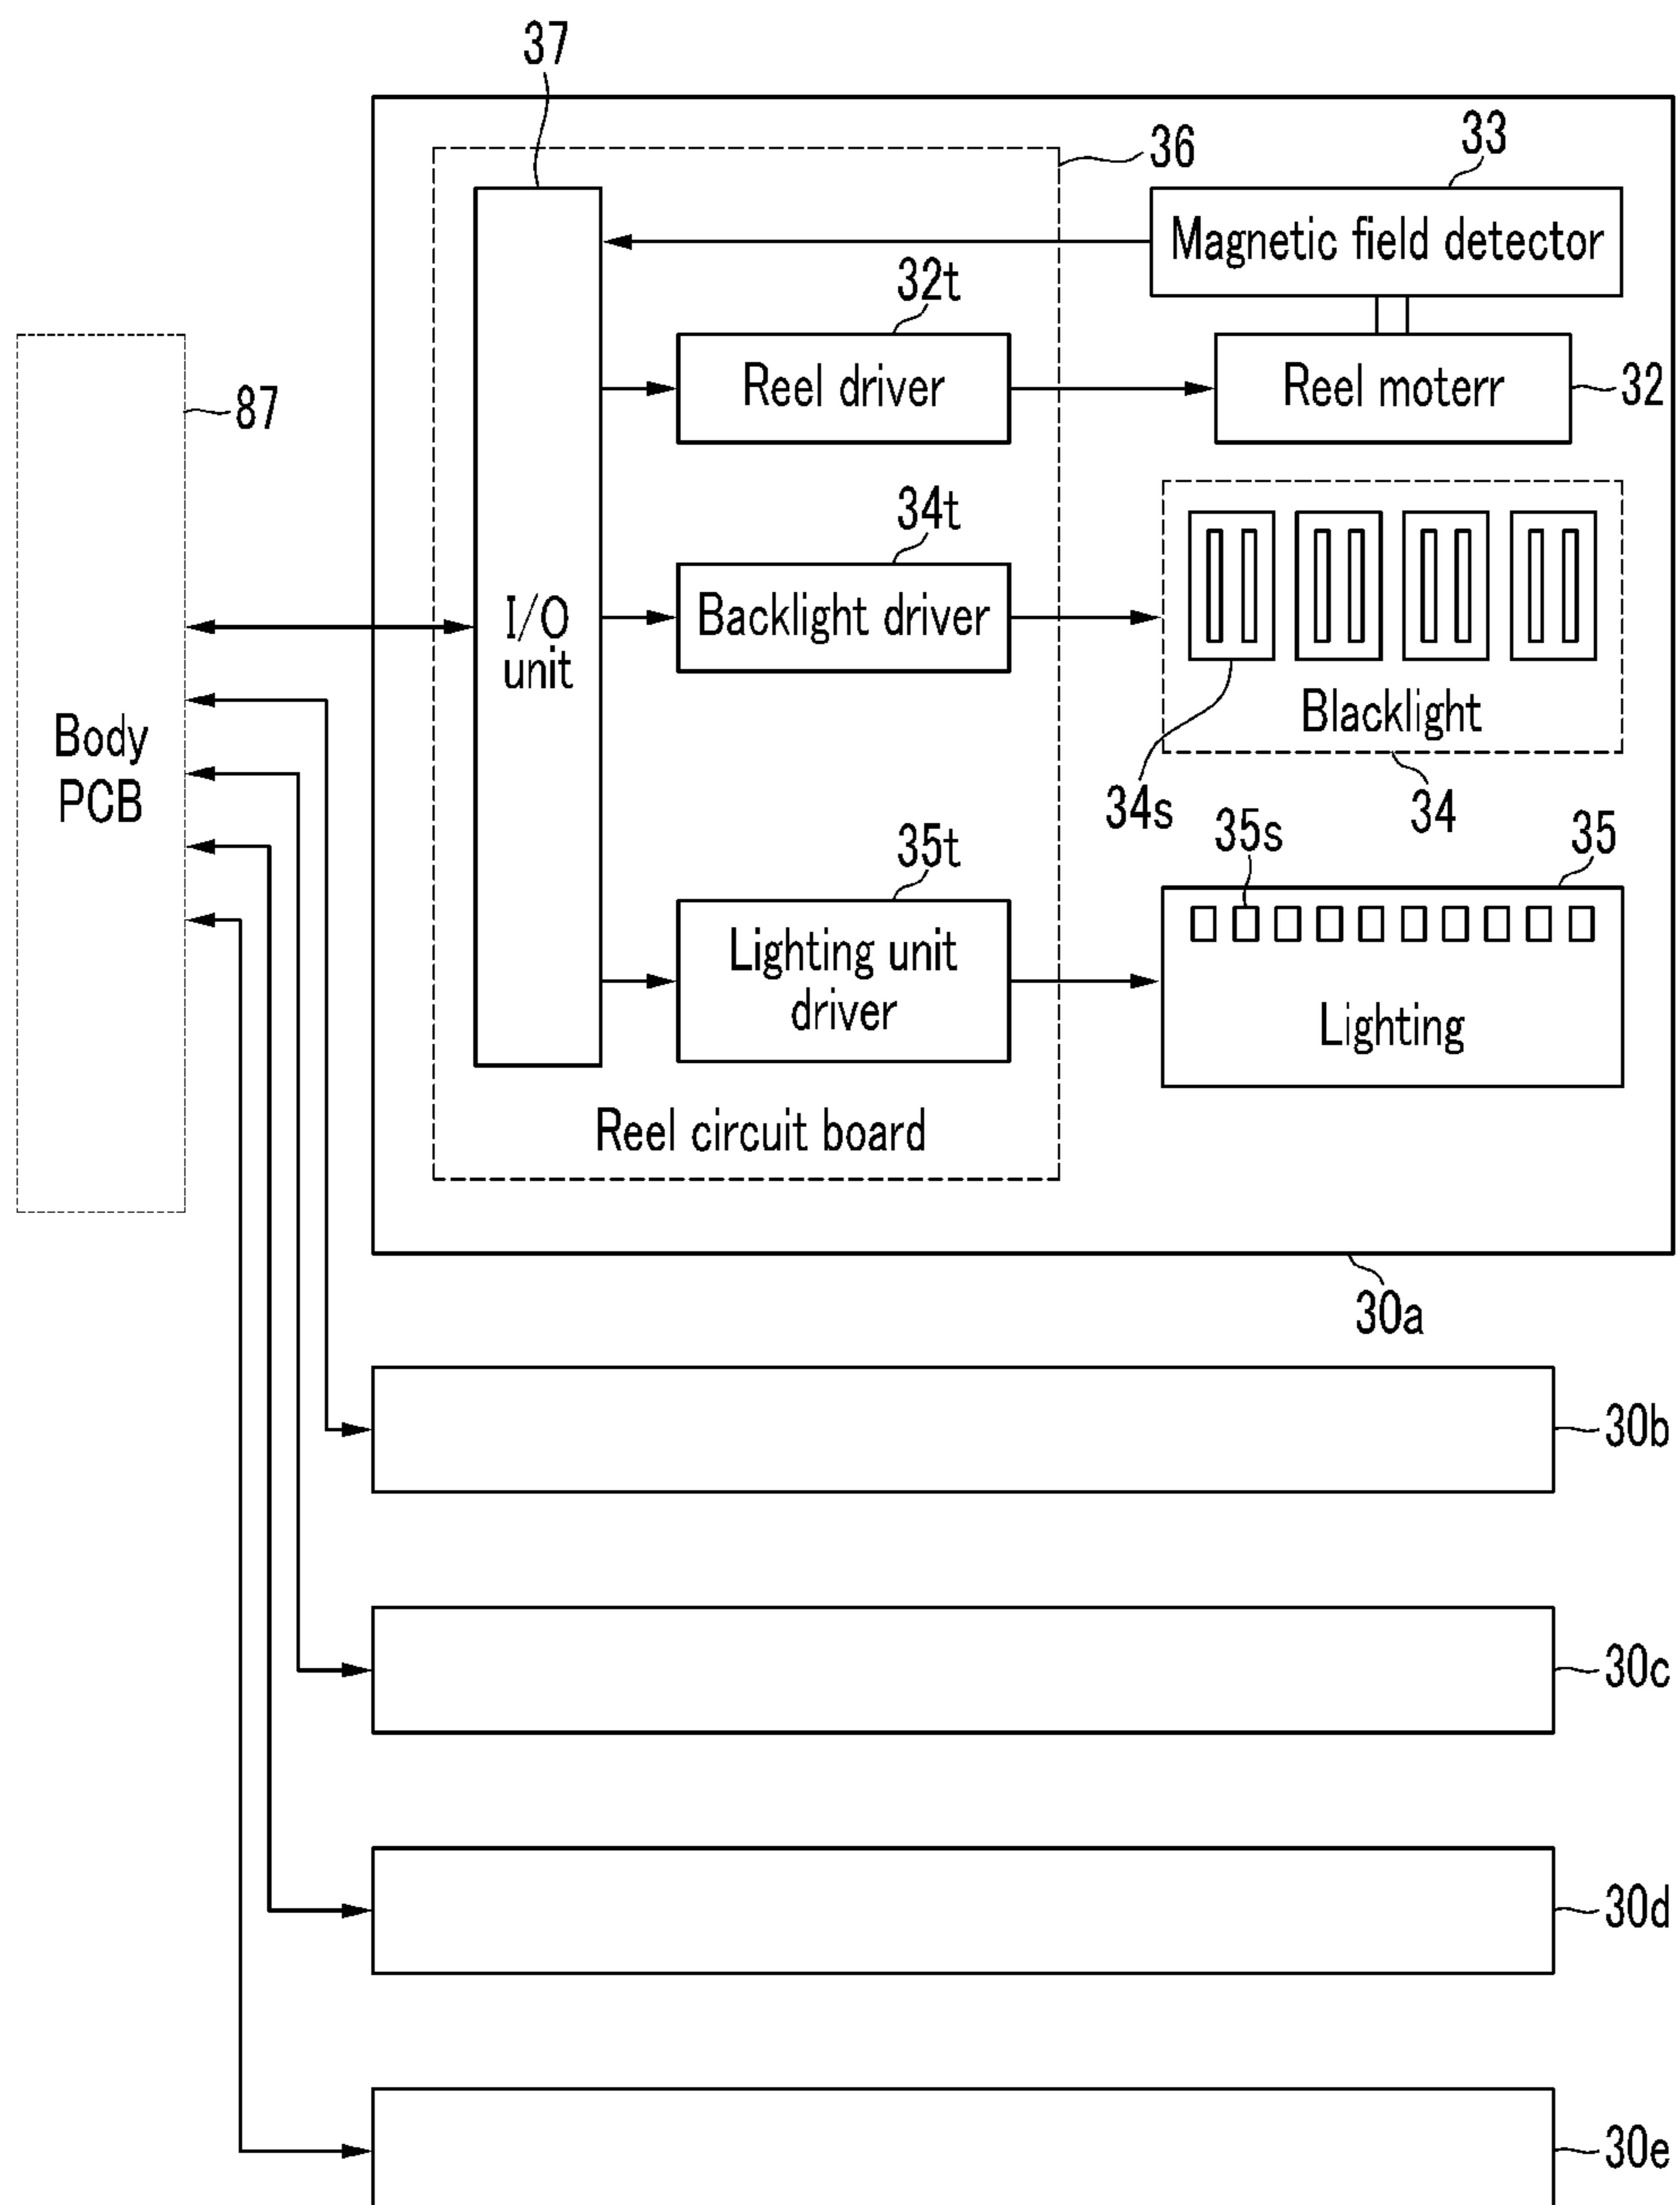 37
36
33
Magnetic field detector
32t
Reel driver
Reel moterr
32
87
34t
I/O
unit
Backlight driver
Blacklight
34s
34
Body
PCB
35t
35s
35
Lighting unit
driver
Lighting
Reel circuit board
30a
30b
30c
30d
30e